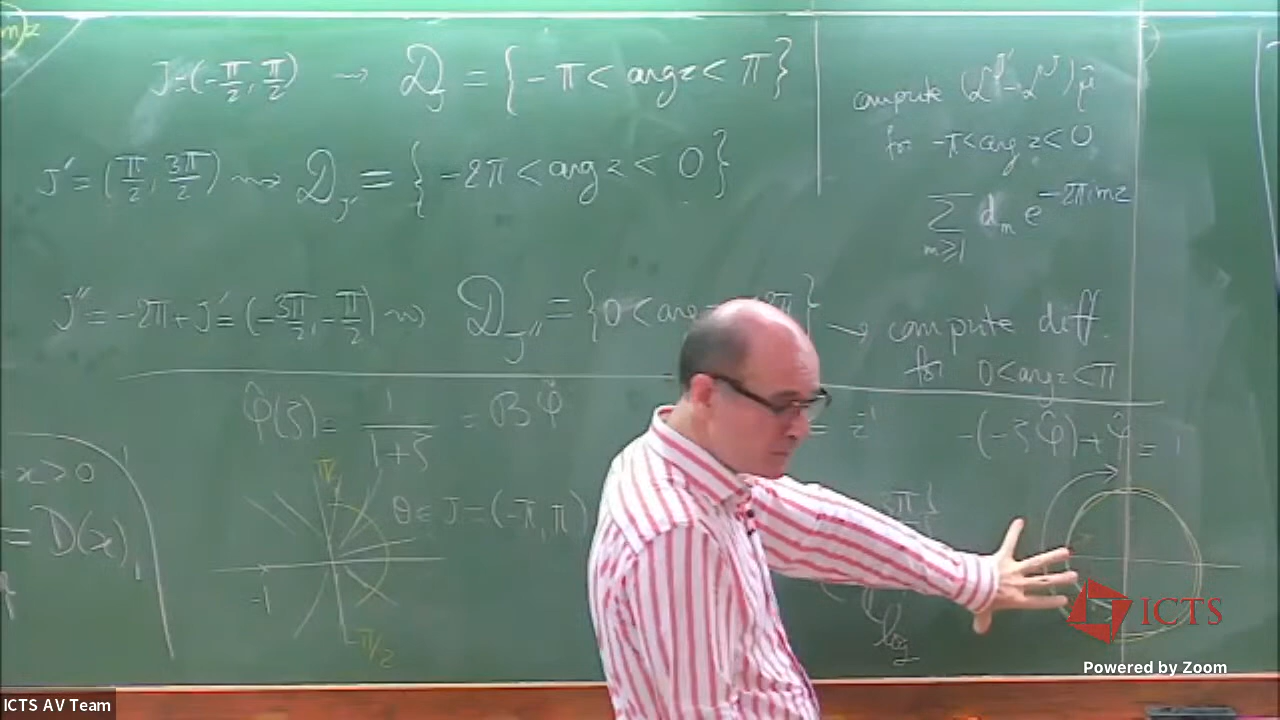 J = (-π/2, π/2) → 𝒟_J = { -π < arg z < π }
J' = (π/2, 3π/2) ⇝ 𝒟_J' = { -2π < arg z < 0 }
J'' = -2π + J' = (-3π/2, -π/2) ⇝ 𝒟_J'' = { 0 < arg
compute (ℒ^J' - ℒ^J) μ̂
for -π < arg z < 0
∑_{m≥1} d_m e^{-2πimz}
→ compute diff.
for 0 < arg z < π
φ̂(ζ) = 1/(1+ζ) = ℬ φ̃
= z^{-1}
-(-ζφ̂) + φ̂ = 1
x > 0
= D(x),
π/2
θ ∈ J = (-π, π)
-1
-π/2
log
ICTS
Powered by Zoom
ICTS AV Team